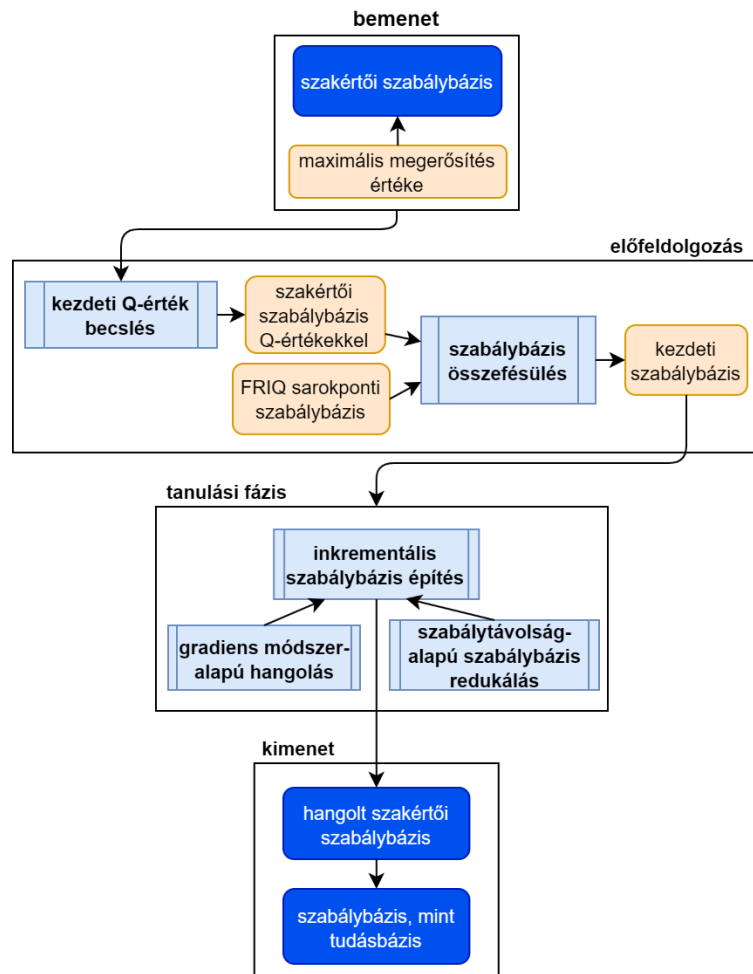 bemenet
szakértői szabálybázis
maximális megerősítés
értéke
előfeldolgozás
kezdeti Q-érték
becslés
szakértői
szabálybázis
Q-értékekkel
FRIQ sarokponti
szabálybázis
szabálybázis
összefésülés
kezdeti
szabálybázis
tanulási fázis
inkrementális
szabálybázis építés
gradiens módszer-
alapú hangolás
szabálytávolság-
alapú szabálybázis
redukálás
kimenet
hangolt szakértői
szabálybázis
szabálybázis, mint
tudásbázis